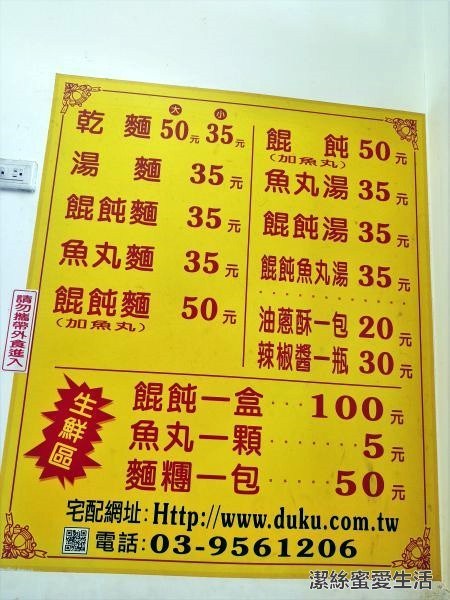 大 小
乾麵 50元 35元
湯麵 35元
餛飩麵 35元
魚丸麵 35元
餛飩麵 50元
(加魚丸)
餛飩 50元
(加魚丸)
魚丸湯 35元
餛飩湯 35元
餛飩魚丸湯 35元
油蔥酥一包 20元
辣椒醬一瓶 30元
生鮮區
餛飩一盒 100元
魚丸一顆 5元
麵糰一包 50元
宅配網址:Http://www.duku.com.tw
電話:03-9561206
請勿攜帶外食進入
潔絲蜜愛生活